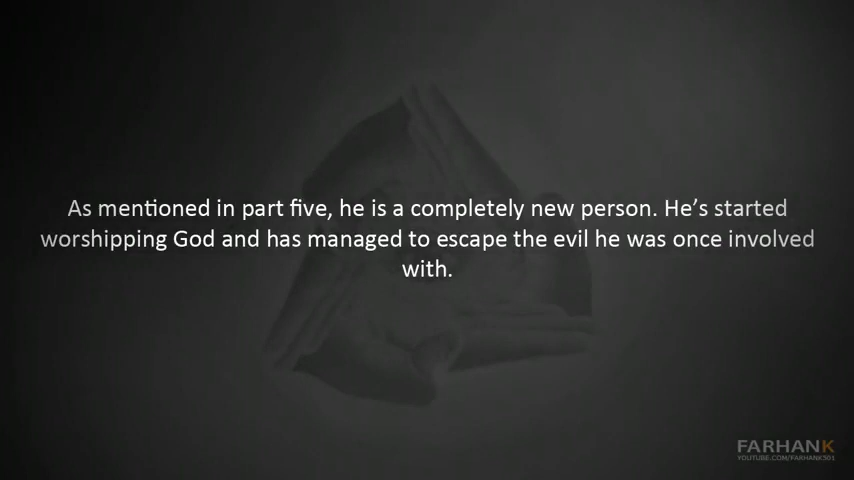 As mentioned in part five, he is a completely new person. He’s started
worshipping God and has managed to escape the evil he was once involved
with.
FARHANK
YOUTUBE.COM/FARHANK501